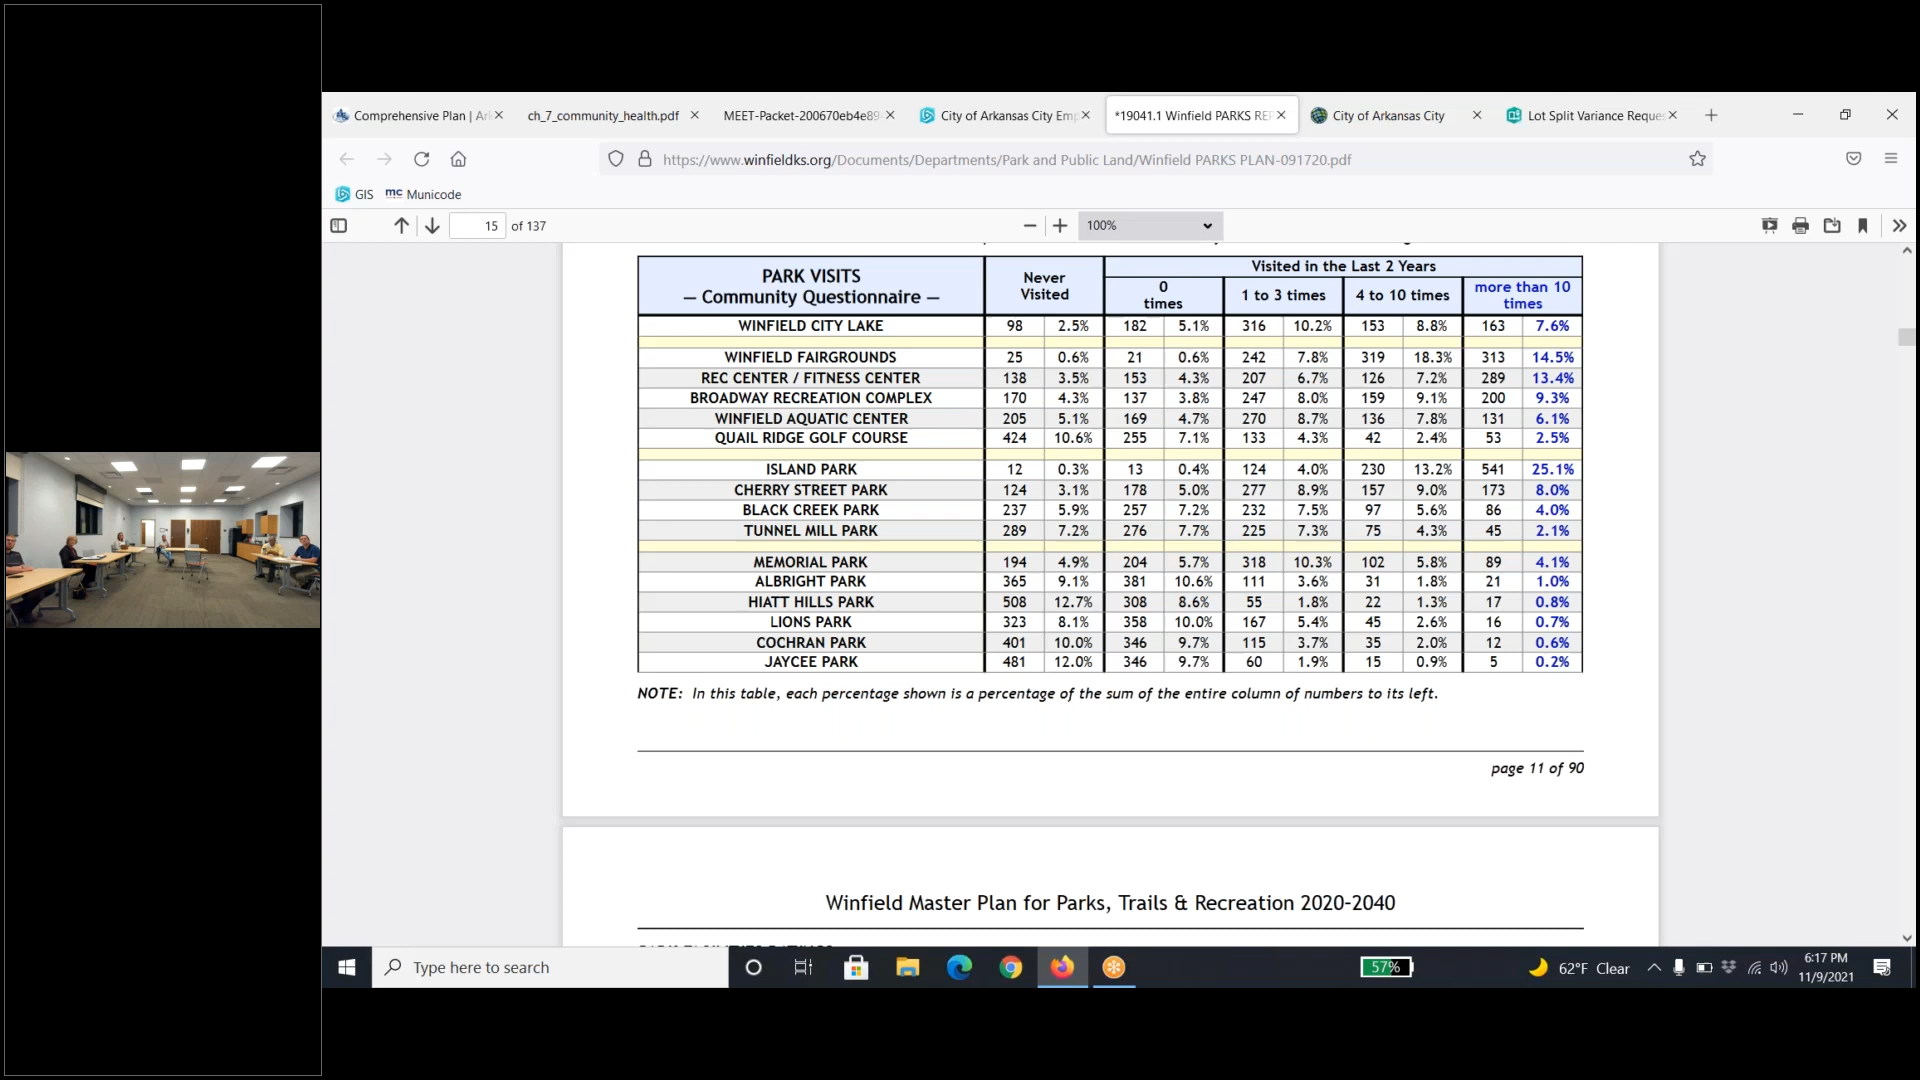 Comprehensive Plan | Ar
ch_7_community_health.pdf
MEET-Packet-200670eb4e89
City of Arkansas City Emp
*19041.1 Winfield PARKS RE
City of Arkansas City
Lot Split Variance Reques
https://www.winfieldks.org/Documents/Departments/Park and Public Land/Winfield PARKS PLAN-091720.pdf
GIS
mc Municode
15 of 137
100%
PARK VISITS
— Community Questionnaire —
Never
Visited
Visited in the Last 2 Years
0
times
1 to 3 times
4 to 10 times
more than 10
times
WINFIELD CITY LAKE 98 2.5% 182 5.1% 316 10.2% 153 8.8% 163 7.6%
WINFIELD FAIRGROUNDS 25 0.6% 21 0.6% 242 7.8% 319 18.3% 313 14.5%
REC CENTER / FITNESS CENTER 138 3.5% 153 4.3% 207 6.7% 126 7.2% 289 13.4%
BROADWAY RECREATION COMPLEX 170 4.3% 137 3.8% 247 8.0% 159 9.1% 200 9.3%
WINFIELD AQUATIC CENTER 205 5.1% 169 4.7% 270 8.7% 136 7.8% 131 6.1%
QUAIL RIDGE GOLF COURSE 424 10.6% 255 7.1% 133 4.3% 42 2.4% 53 2.5%
ISLAND PARK 12 0.3% 13 0.4% 124 4.0% 230 13.2% 541 25.1%
CHERRY STREET PARK 124 3.1% 178 5.0% 277 8.9% 157 9.0% 173 8.0%
BLACK CREEK PARK 237 5.9% 257 7.2% 232 7.5% 97 5.6% 86 4.0%
TUNNEL MILL PARK 289 7.2% 276 7.7% 225 7.3% 75 4.3% 45 2.1%
MEMORIAL PARK 194 4.9% 204 5.7% 318 10.3% 102 5.8% 89 4.1%
ALBRIGHT PARK 365 9.1% 381 10.6% 111 3.6% 31 1.8% 21 1.0%
HIATT HILLS PARK 508 12.7% 308 8.6% 55 1.8% 22 1.3% 17 0.8%
LIONS PARK 323 8.1% 358 10.0% 167 5.4% 45 2.6% 16 0.7%
COCHRAN PARK 401 10.0% 346 9.7% 115 3.7% 35 2.0% 12 0.6%
JAYCEE PARK 481 12.0% 346 9.7% 60 1.9% 15 0.9% 5 0.2%
NOTE: In this table, each percentage shown is a percentage of the sum of the entire column of numbers to its left.
page 11 of 90
Winfield Master Plan for Parks, Trails & Recreation 2020-2040
Type here to search
57%
62°F Clear
6:17 PM
11/9/2021